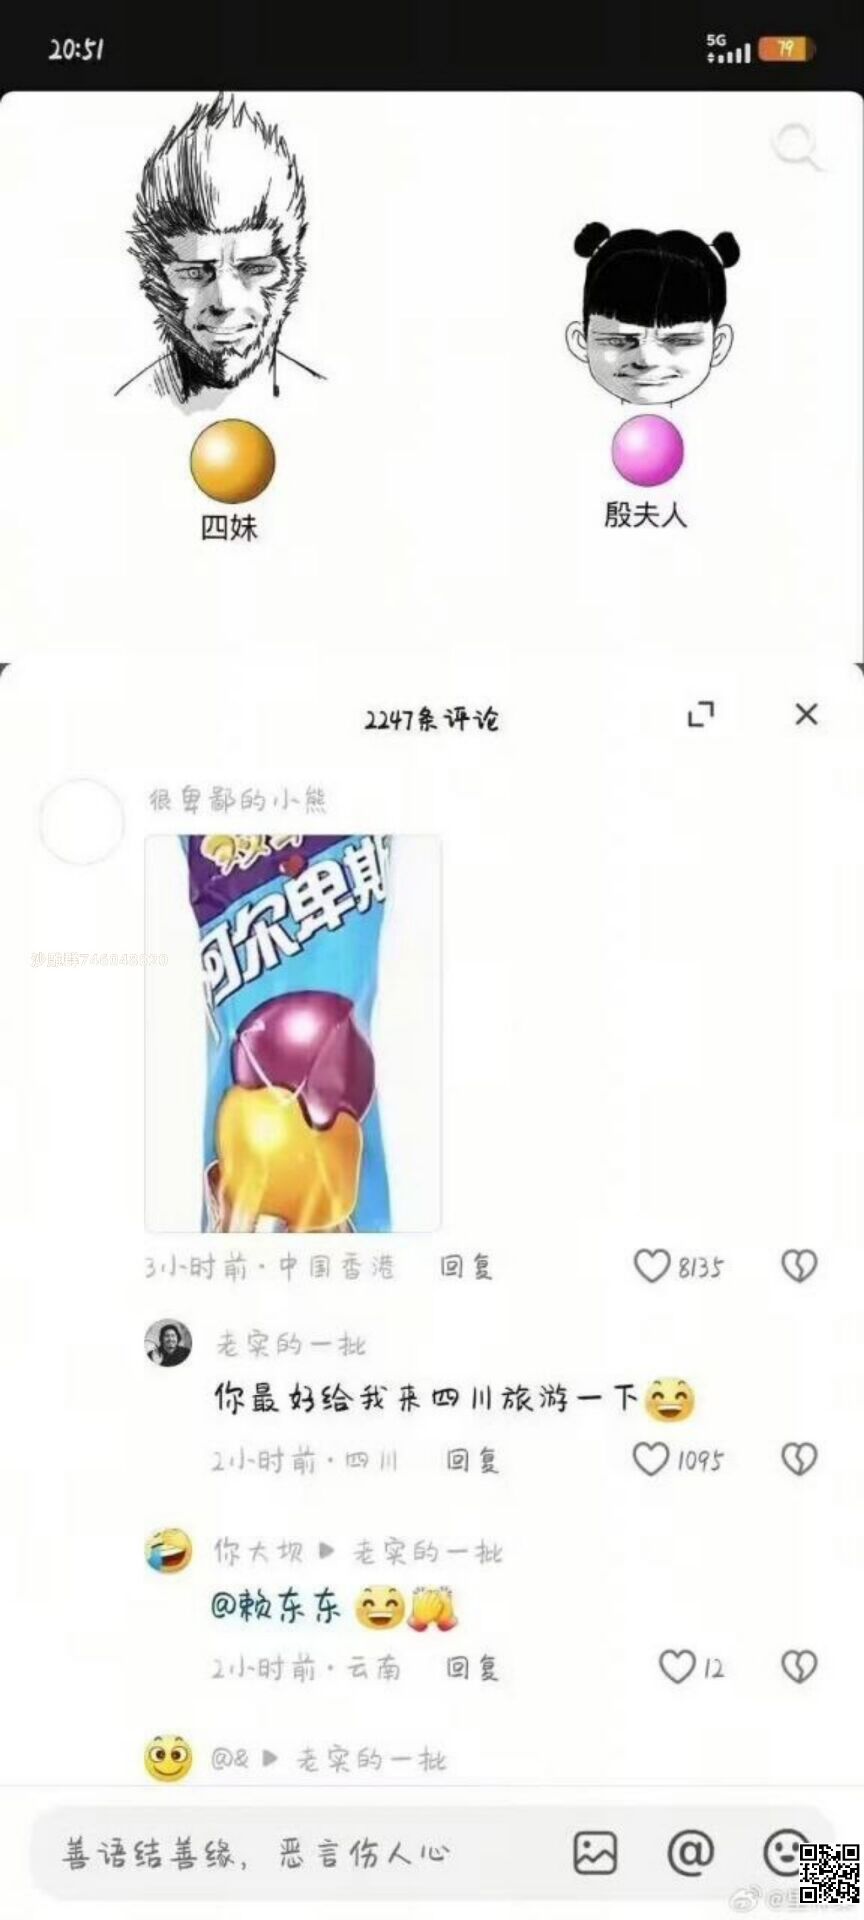 20:51
5G
79
四妹
殷夫人
2247条评论
很卑鄙的小熊
阿尔卑斯
3小时前·中国香港 回复
8135
老实的一批
你最好给我来四川旅游一下
2小时前·四川 回复
1095
你大坝 ▶ 老实的一批
@赖东东
2小时前·云南 回复
12
@& ▶ 老实的一批
善语结善缘，恶言伤人心